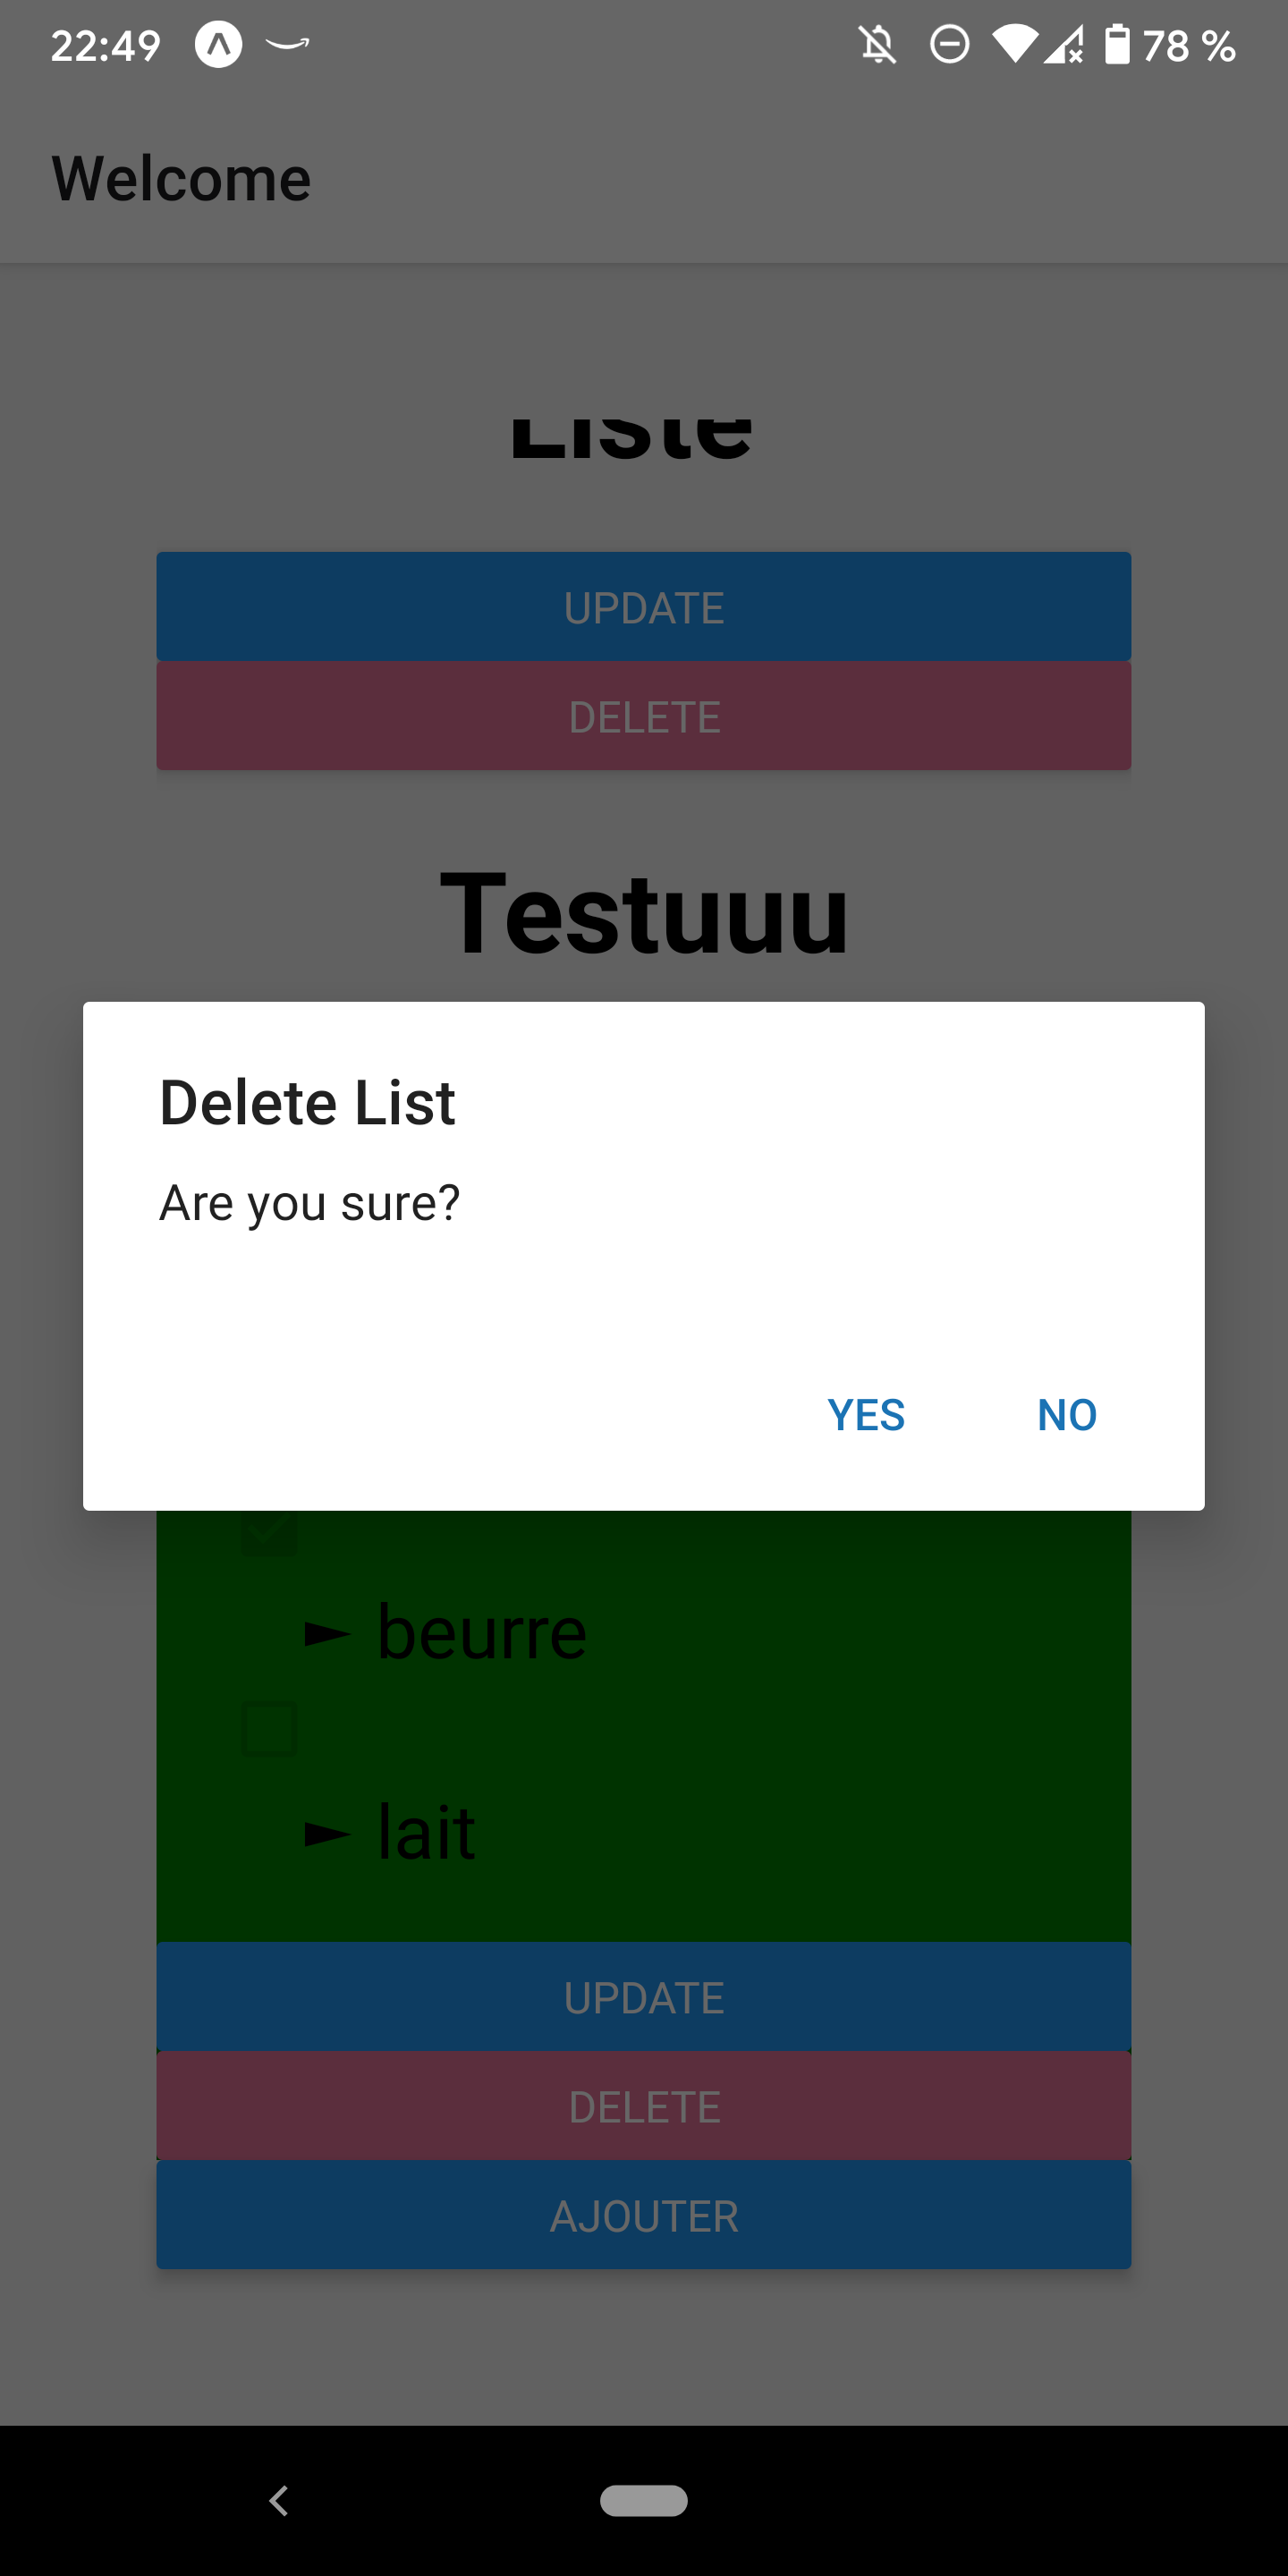 22:49 78 %
Welcome
Liste
UPDATE
DELETE
Testuuu
Delete List
Are you sure?
YES NO
beurre
lait
UPDATE
DELETE
AJOUTER